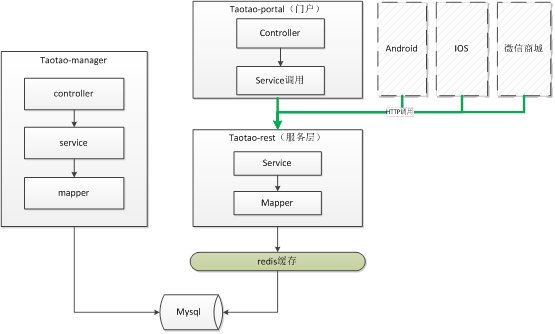 Taotao-portal（门户）
Controller
Service调用
Android
IOS
微信商城
HTTP调用
Taotao-manager
controller
service
mapper
Taotao-rest（服务层）
Service
Mapper
redis缓存
Mysql